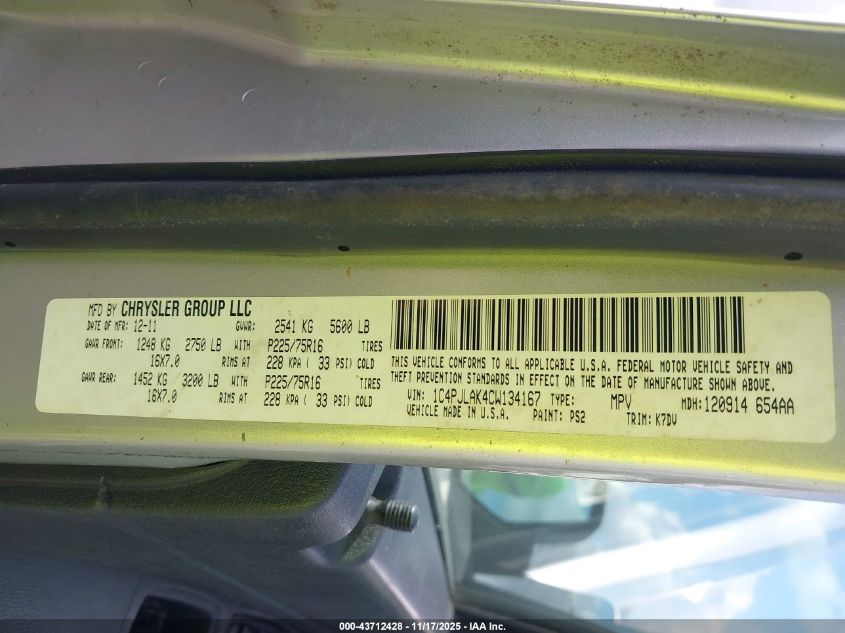 MFD BY CHRYSLER GROUP LLC
DATE OF MFR: 12-11 GVWR: 2541 KG 5600 LB
GAWR FRONT: 1248 KG 2750 LB WITH P225/75R16 TIRES
16X7.0 RIMS AT 228 KPA ( 33 PSI) COLD
GAWR REAR: 1452 KG 3200 LB WITH P225/75R16 TIRES
16X7.0 RIMS AT 228 KPA ( 33 PSI) COLD
THIS VEHICLE CONFORMS TO ALL APPLICABLE U.S.A. FEDERAL MOTOR VEHICLE SAFETY AND
THEFT PREVENTION STANDARDS IN EFFECT ON THE DATE OF MANUFACTURE SHOWN ABOVE.
VIN: 1C4PJLAK4CW134167 TYPE: MPV MDH:120914 654AA
VEHICLE MADE IN U.S.A. PAINT: PS2 TRIM: K7DV
000-43712428 - 11/17/2025 - IAA Inc.